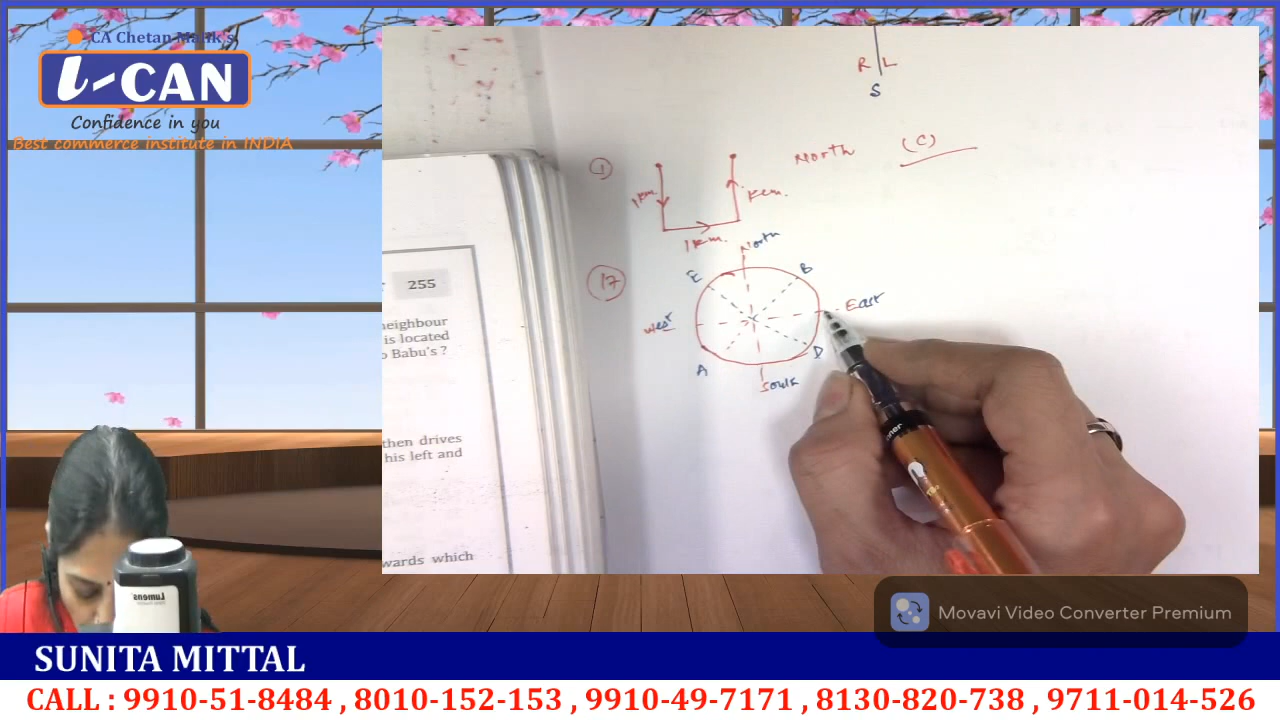 CA Chetan Malik's
i-CAN
Confidence in you
Best commerce institute in INDIA
R L
S
1 North (C)
1km. 1km.
1km.
17 North
E B
West East
A D
South
255
neighbour
is located
o Babu's ?
then drives
his left and
wards which
Lumens
Movavi Video Converter Premium
SUNITA MITTAL
CALL : 9910-51-8484 , 8010-152-153 , 9910-49-7171 , 8130-820-738 , 9711-014-526